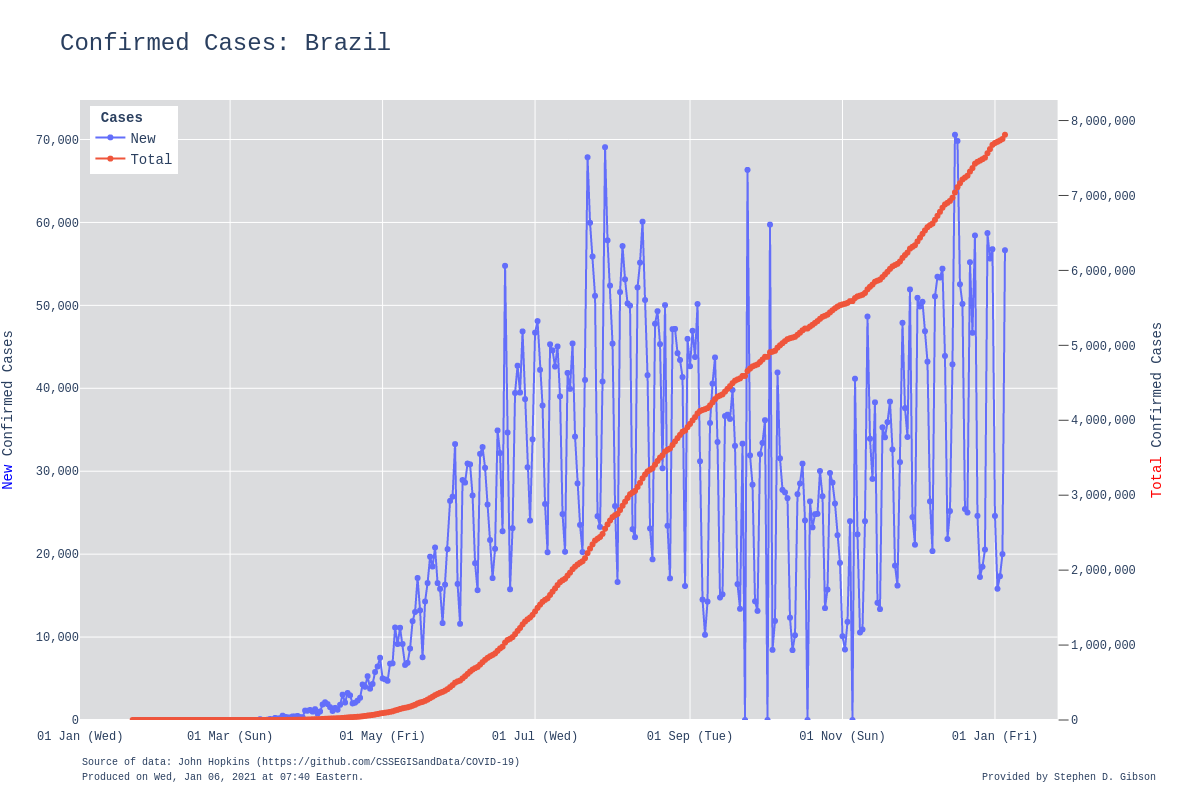 Confirmed Cases: Brazil
Cases
New
Total
70,000
60,000
50,000
40,000
30,000
20,000
10,000
0
New Confirmed Cases
8,000,000
7,000,000
6,000,000
5,000,000
4,000,000
3,000,000
2,000,000
1,000,000
0
Total Confirmed Cases
01 Jan (Wed)
01 Mar (Sun)
01 May (Fri)
01 Jul (Wed)
01 Sep (Tue)
01 Nov (Sun)
01 Jan (Fri)
Source of data: John Hopkins (https://github.com/CSSEGISandData/COVID-19)
Produced on Wed, Jan 06, 2021 at 07:40 Eastern.
Provided by Stephen D. Gibson